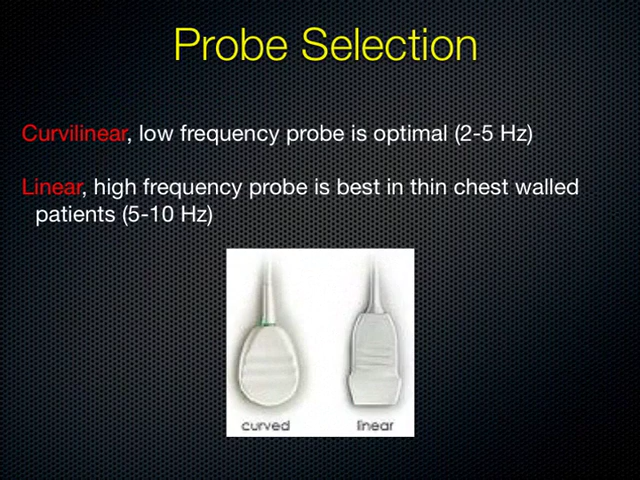 Probe Selection
Curvilinear, low frequency probe is optimal (2-5 Hz)
Linear, high frequency probe is best in thin chest walled
patients (5-10 Hz)
curved linear